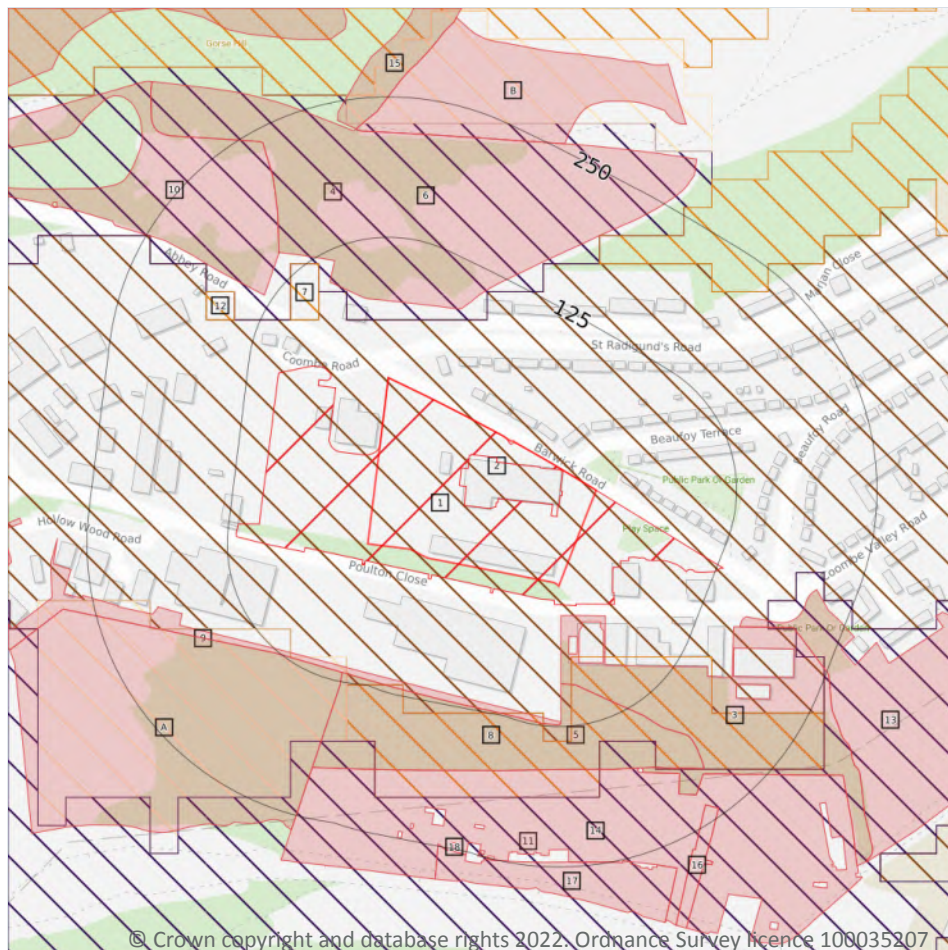 Gorse Hill
15
B
250
10
4
6
Abbey Road
Marjan Close
7
12
125
St Radigund's Road
Coombe Road
Beaufoy Road
Beaufoy Terrace
Barwick Road
2
Public Park Or Garden
1
Play Space
Hollow Wood Road
Coombe Valley Road
Poulton Close
Public Park Or Garden
9
3
13
A
8
5
14
11
18
16
17
© Crown copyright and database rights 2022. Ordnance Survey licence 100035207